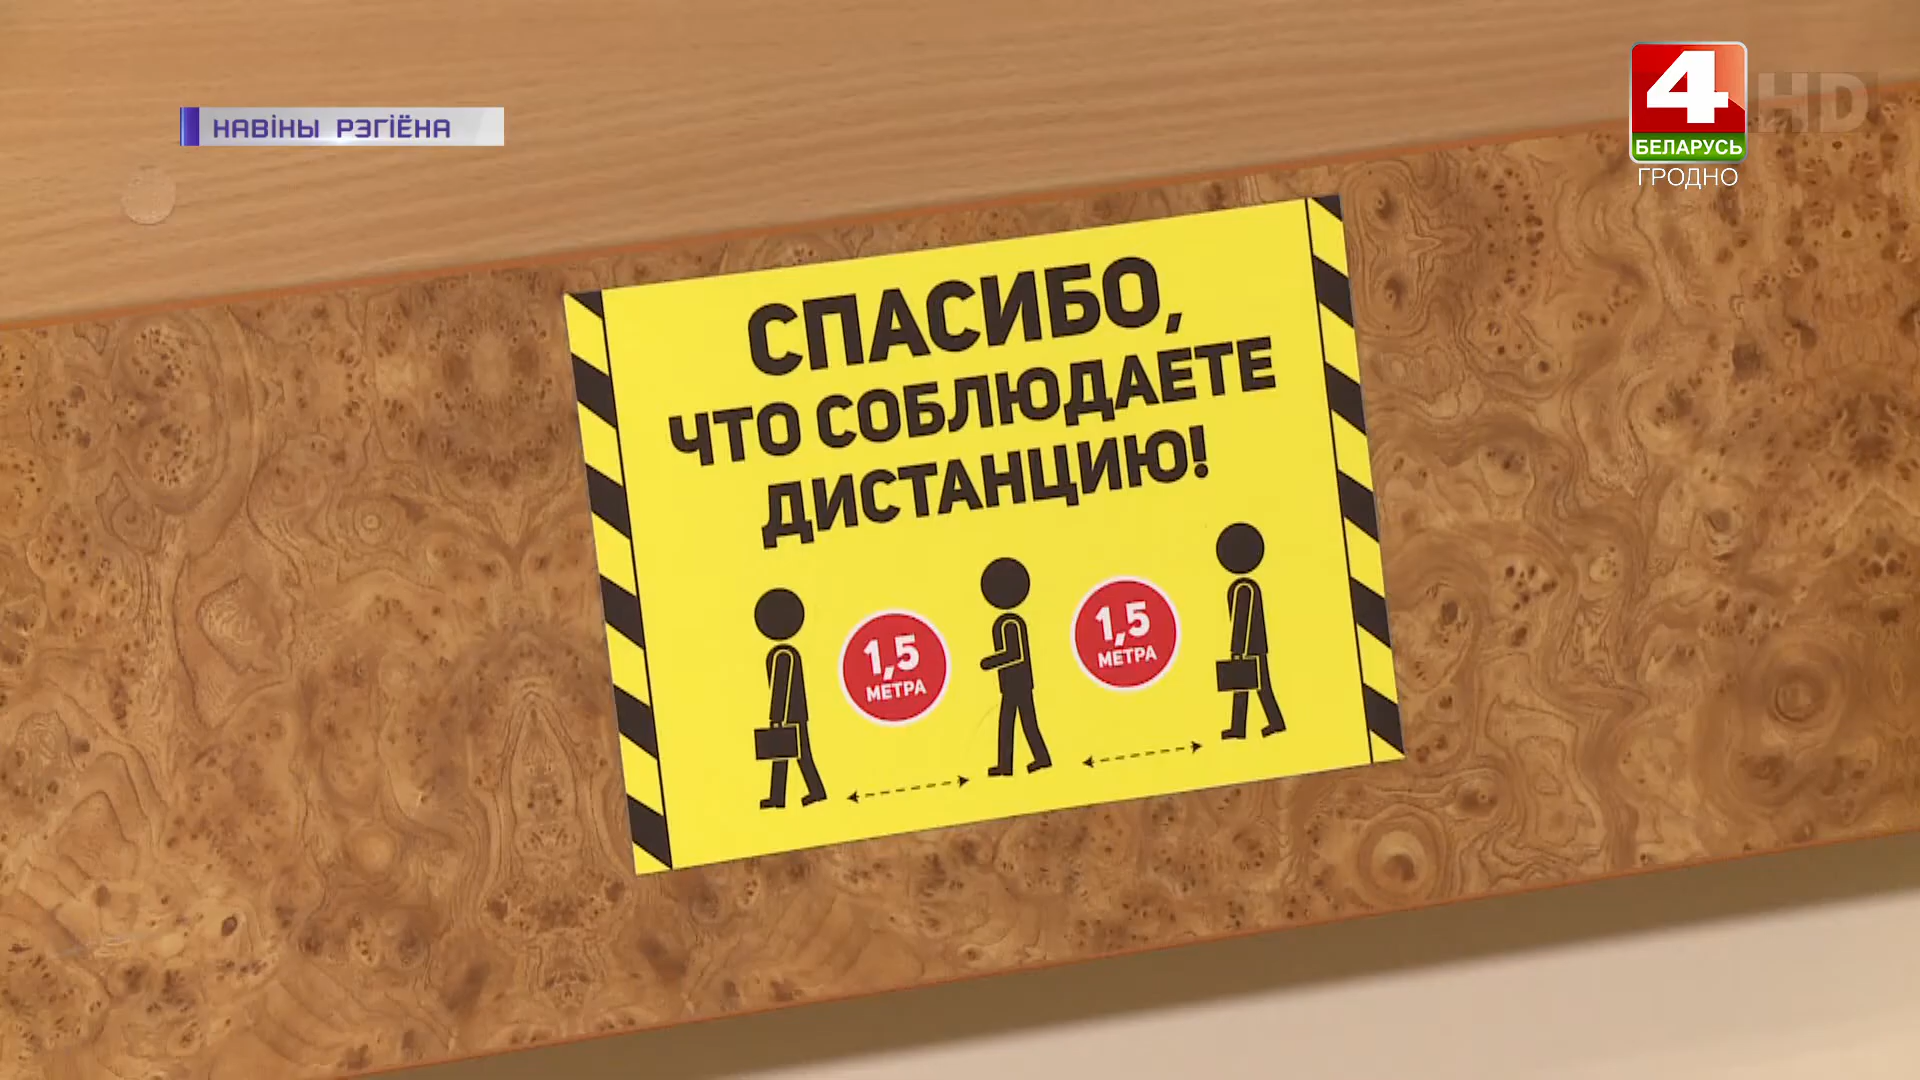 НАВІНЫ РЭГІЁНА
4 HD
БЕЛАРУСЬ
ГРОДНО
СПАСИБО,
ЧТО СОБЛЮДАЕТЕ
ДИСТАНЦИЮ!
1,5
МЕТРА
1,5
МЕТРА